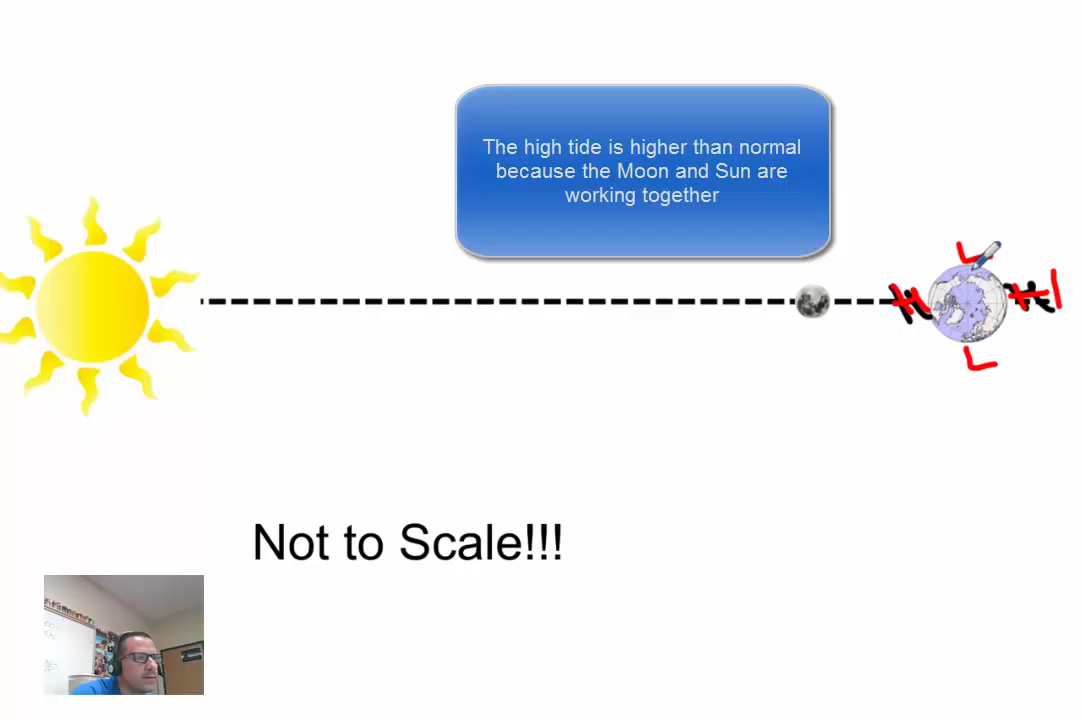 The high tide is higher than normal
because the Moon and Sun are
working together
L
H H
L
Not to Scale!!!